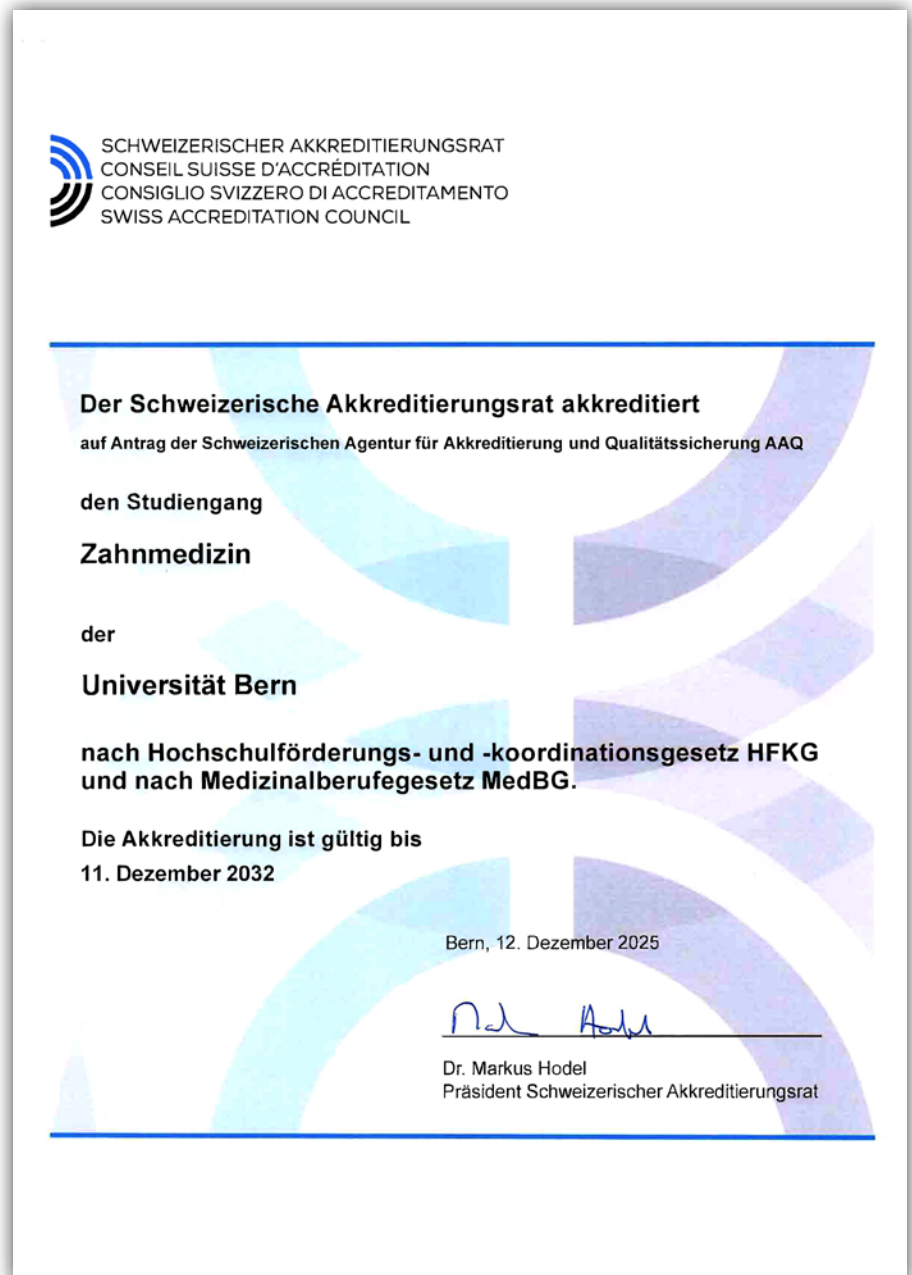 SCHWEIZERISCHER AKKREDITIERUNGSRAT
CONSEIL SUISSE D'ACCRÉDITATION
CONSIGLIO SVIZZERO DI ACCREDITAMENTO
SWISS ACCREDITATION COUNCIL
Der Schweizerische Akkreditierungsrat akkreditiert
auf Antrag der Schweizerischen Agentur für Akkreditierung und Qualitätssicherung AAQ
den Studiengang
Zahnmedizin
der
Universität Bern
nach Hochschulförderungs- und -koordinationsgesetz HFKG
und nach Medizinalberufegesetz MedBG.
Die Akkreditierung ist gültig bis
11. Dezember 2032
Bern, 12. Dezember 2025
Dr. Markus Hodel
Präsident Schweizerischer Akkreditierungsrat